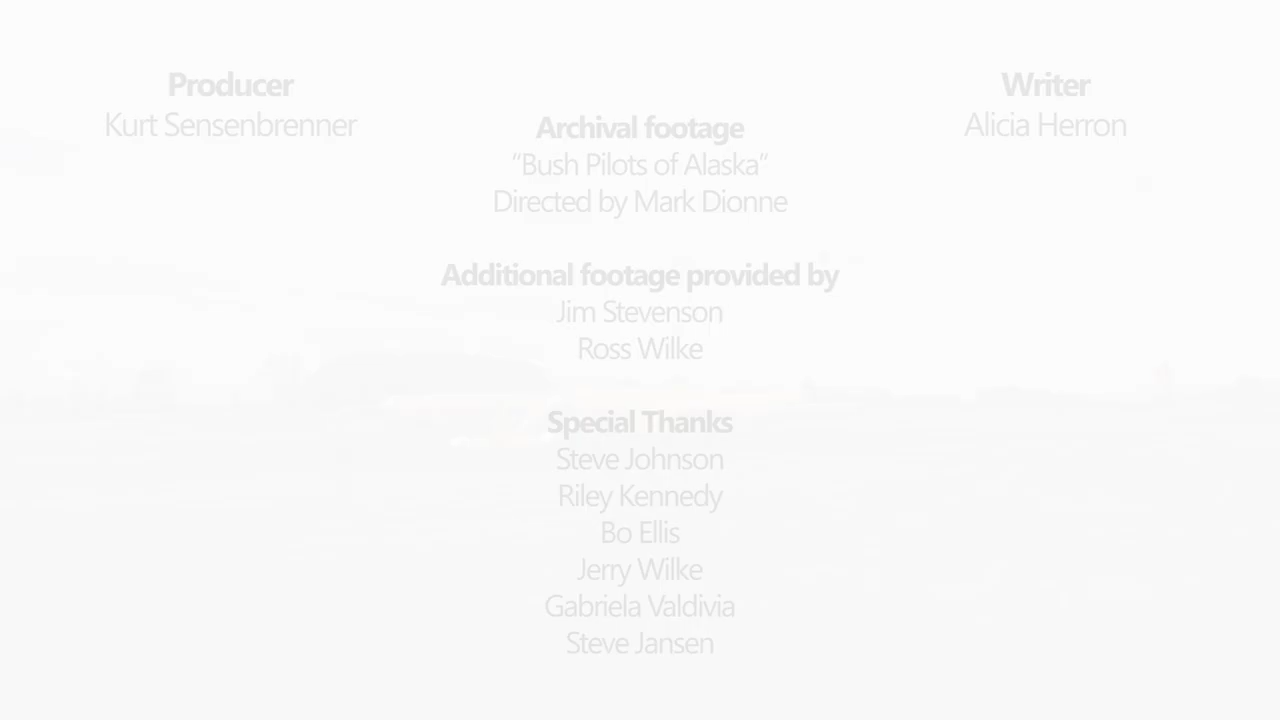 Producer
Kurt Sensenbrenner
Archival footage
“Bush Pilots of Alaska”
Directed by Mark Dionne
Additional footage provided by
Jim Stevenson
Ross Wilke
Special Thanks
Steve Johnson
Riley Kennedy
Bo Ellis
Jerry Wilke
Gabriela Valdivia
Steve Jansen
Writer
Alicia Herron